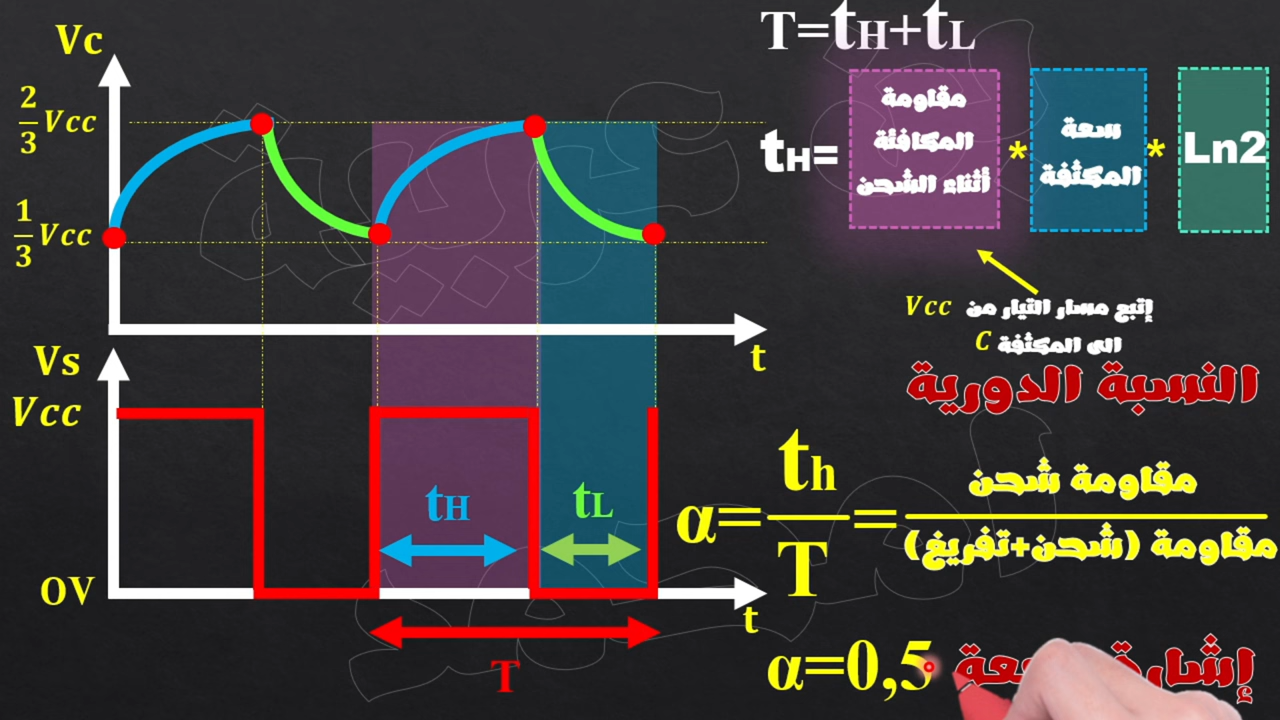 Vc
2/3 Vcc
1/3 Vcc
t
Vs
Vcc
0V
tH
tL
t
T
T=tH+tL
tH=
مقاومة
المكافئة
أثناء الشحن
*
سعة
المكثفة
*
Ln2
إتبع مسار التيار من Vcc
الى المكثفة C
النسبة الدورية
α=th/T=مقاومة شحن/مقاومة (شحن+تفريغ)
α=0,5
إشارة